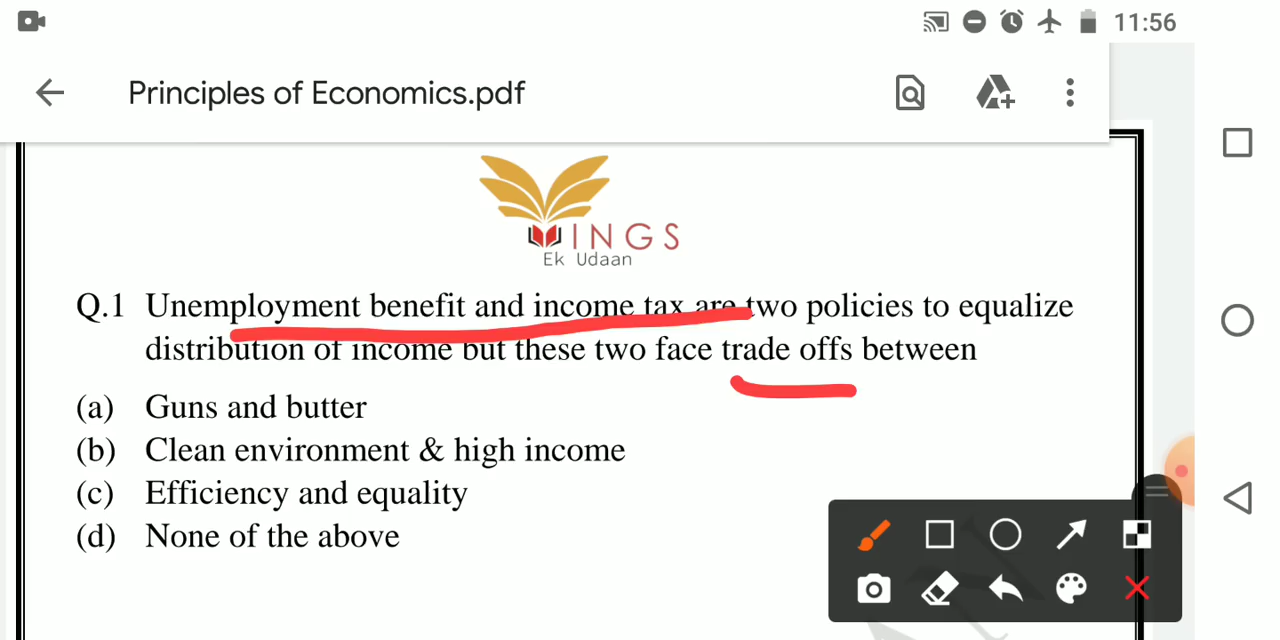 11:56
Principles of Economics.pdf
INGS
Ek Udaan
Q.1 Unemployment benefit and income tax are two policies to equalize
distribution of income but these two face trade offs between
(a) Guns and butter
(b) Clean environment & high income
(c) Efficiency and equality
(d) None of the above